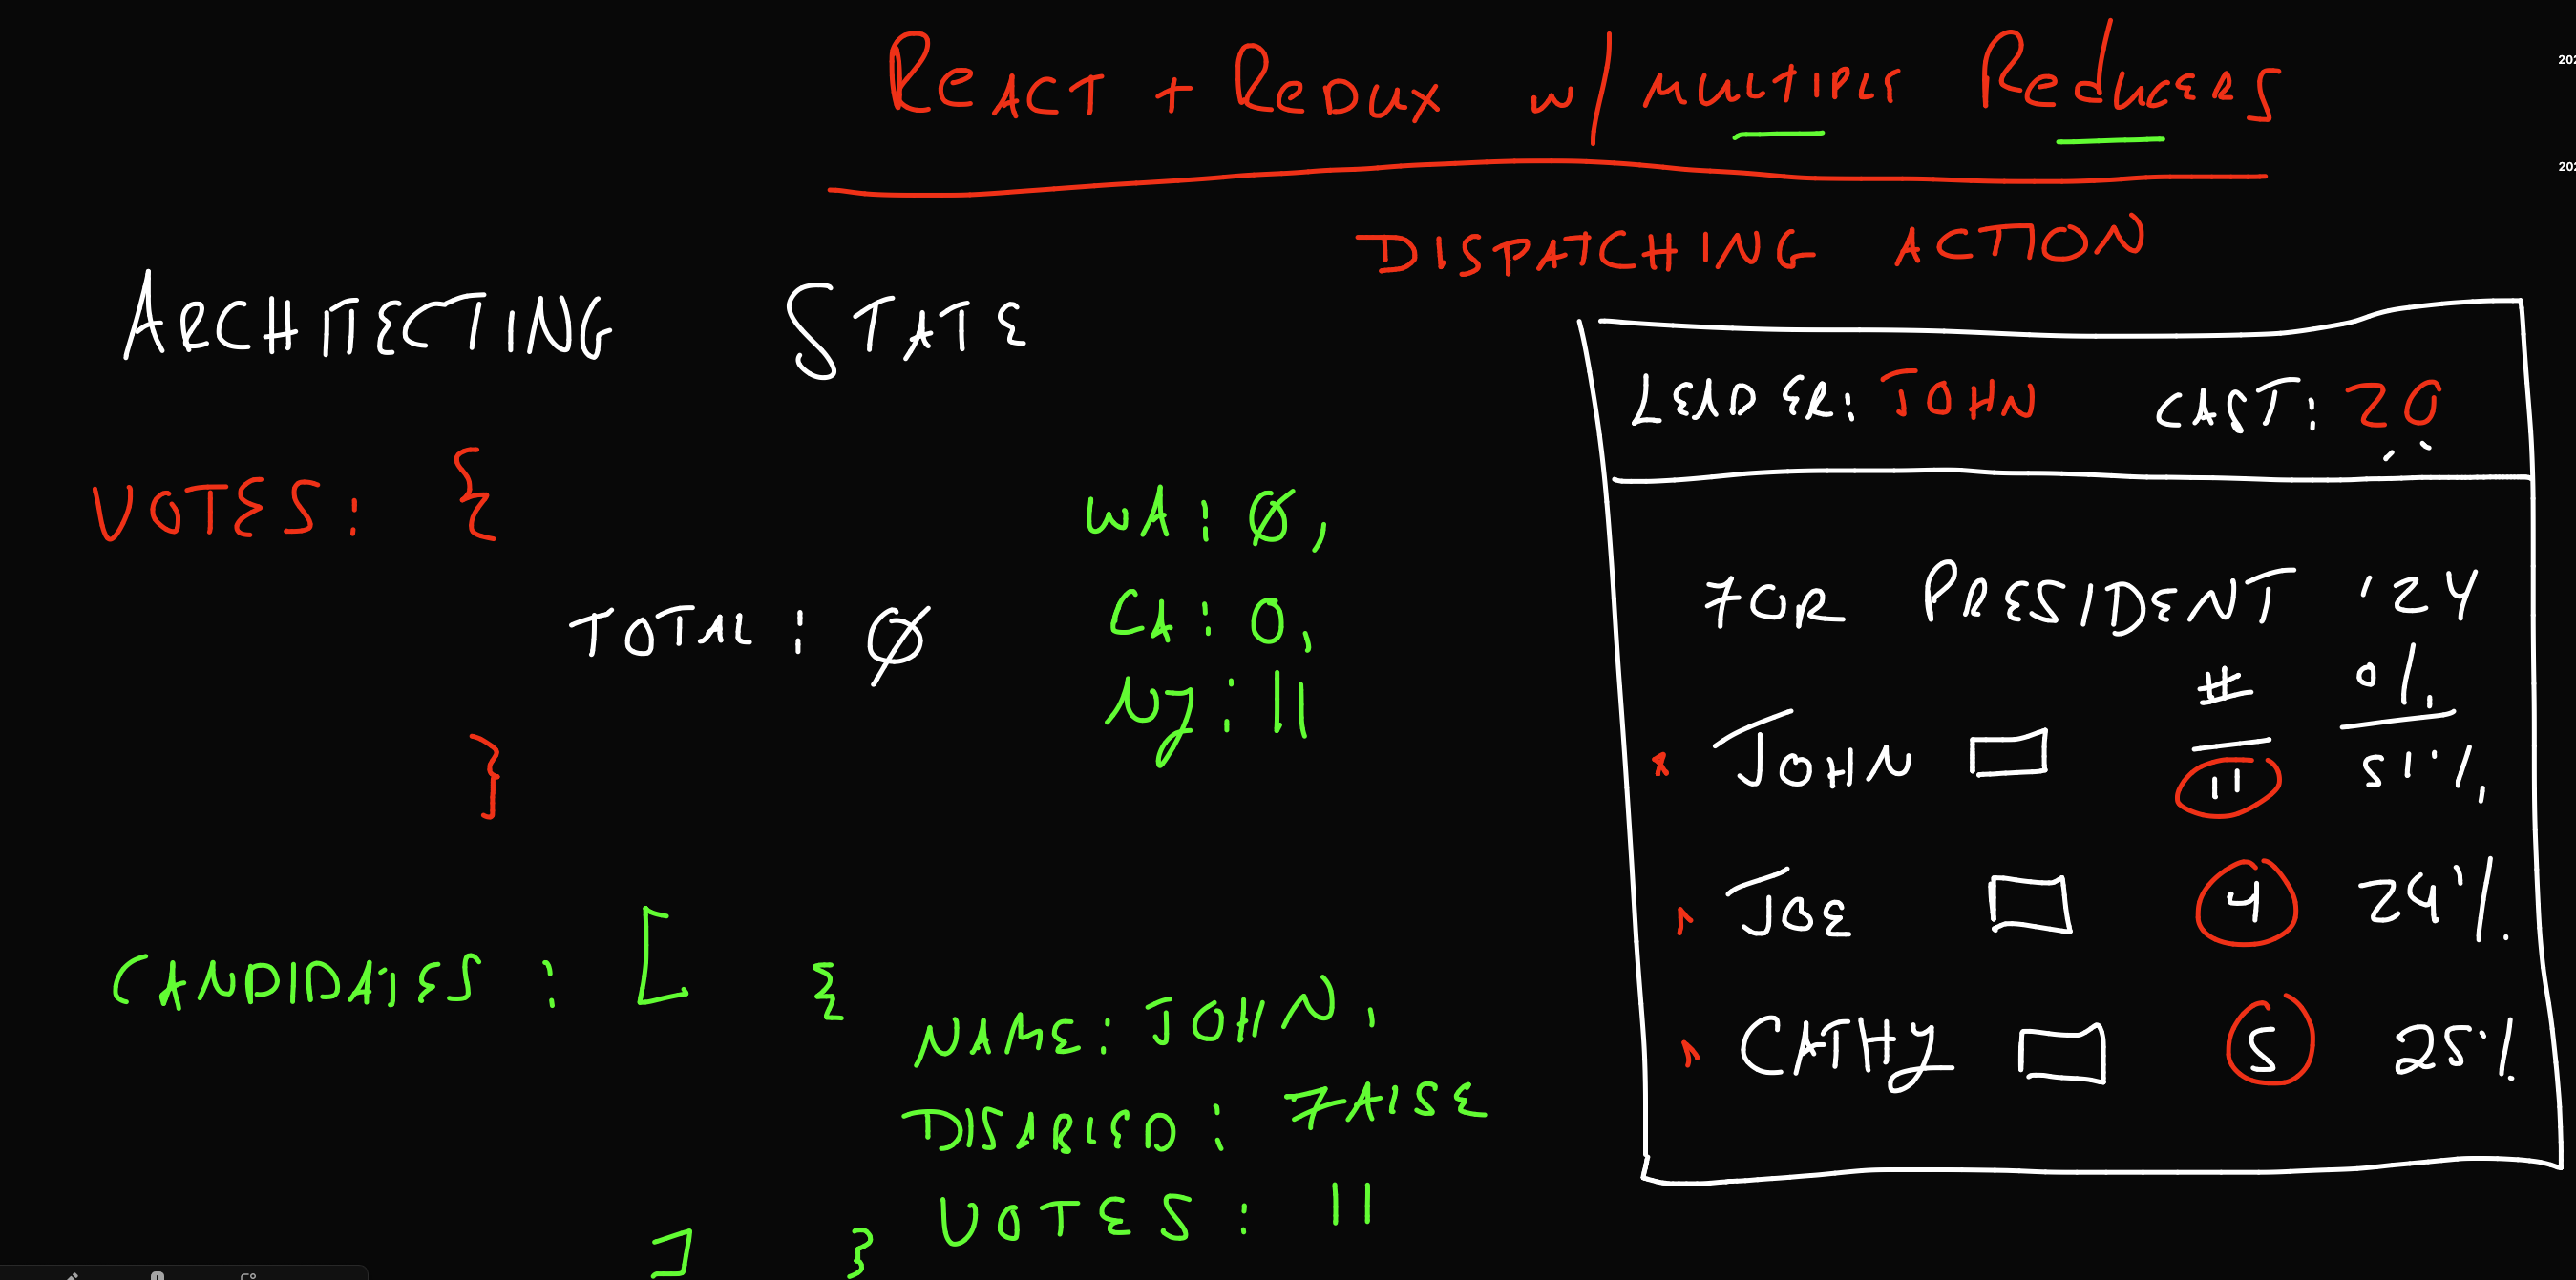 REACT + REDUX w/ MULTIPLE REDUCERS
DISPATCHING ACTION
ARCHITECTING STATE
VOTES: {
TOTAL: Ø
WA: Ø,
CA: 0,
NJ: 11
}
CANDIDATES: [ {
NAME: JOHN,
DISABLED: FALSE
VOTES: 11
] }
LEADER: JOHN CAST: 20
FOR PRESIDENT '24
# %
JOHN 11 51%
JOE 4 24%
CATHY 5 25%
202
202